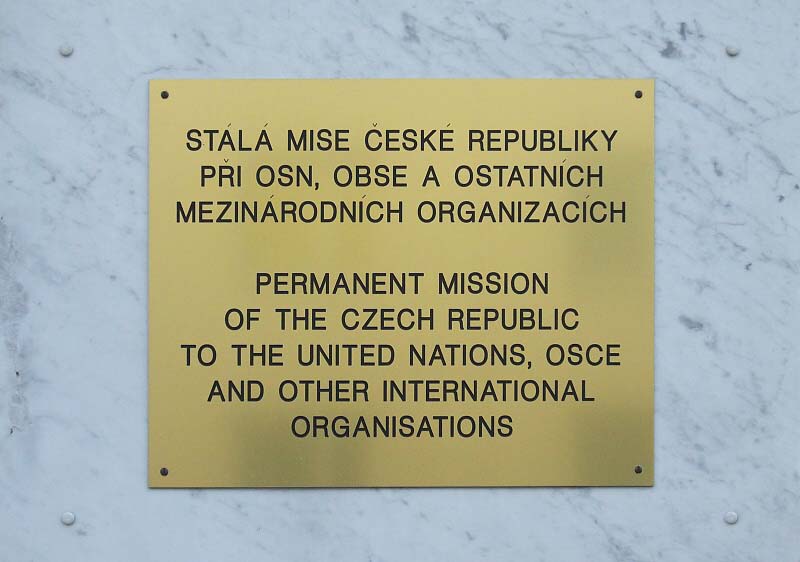 STÁLÁ MISE ČESKÉ REPUBLIKY
PŘI OSN, OBSE A OSTATNÍCH
MEZINÁRODNÍCH ORGANIZACÍCH
PERMANENT MISSION
OF THE CZECH REPUBLIC
TO THE UNITED NATIONS, OSCE
AND OTHER INTERNATIONAL
ORGANISATIONS